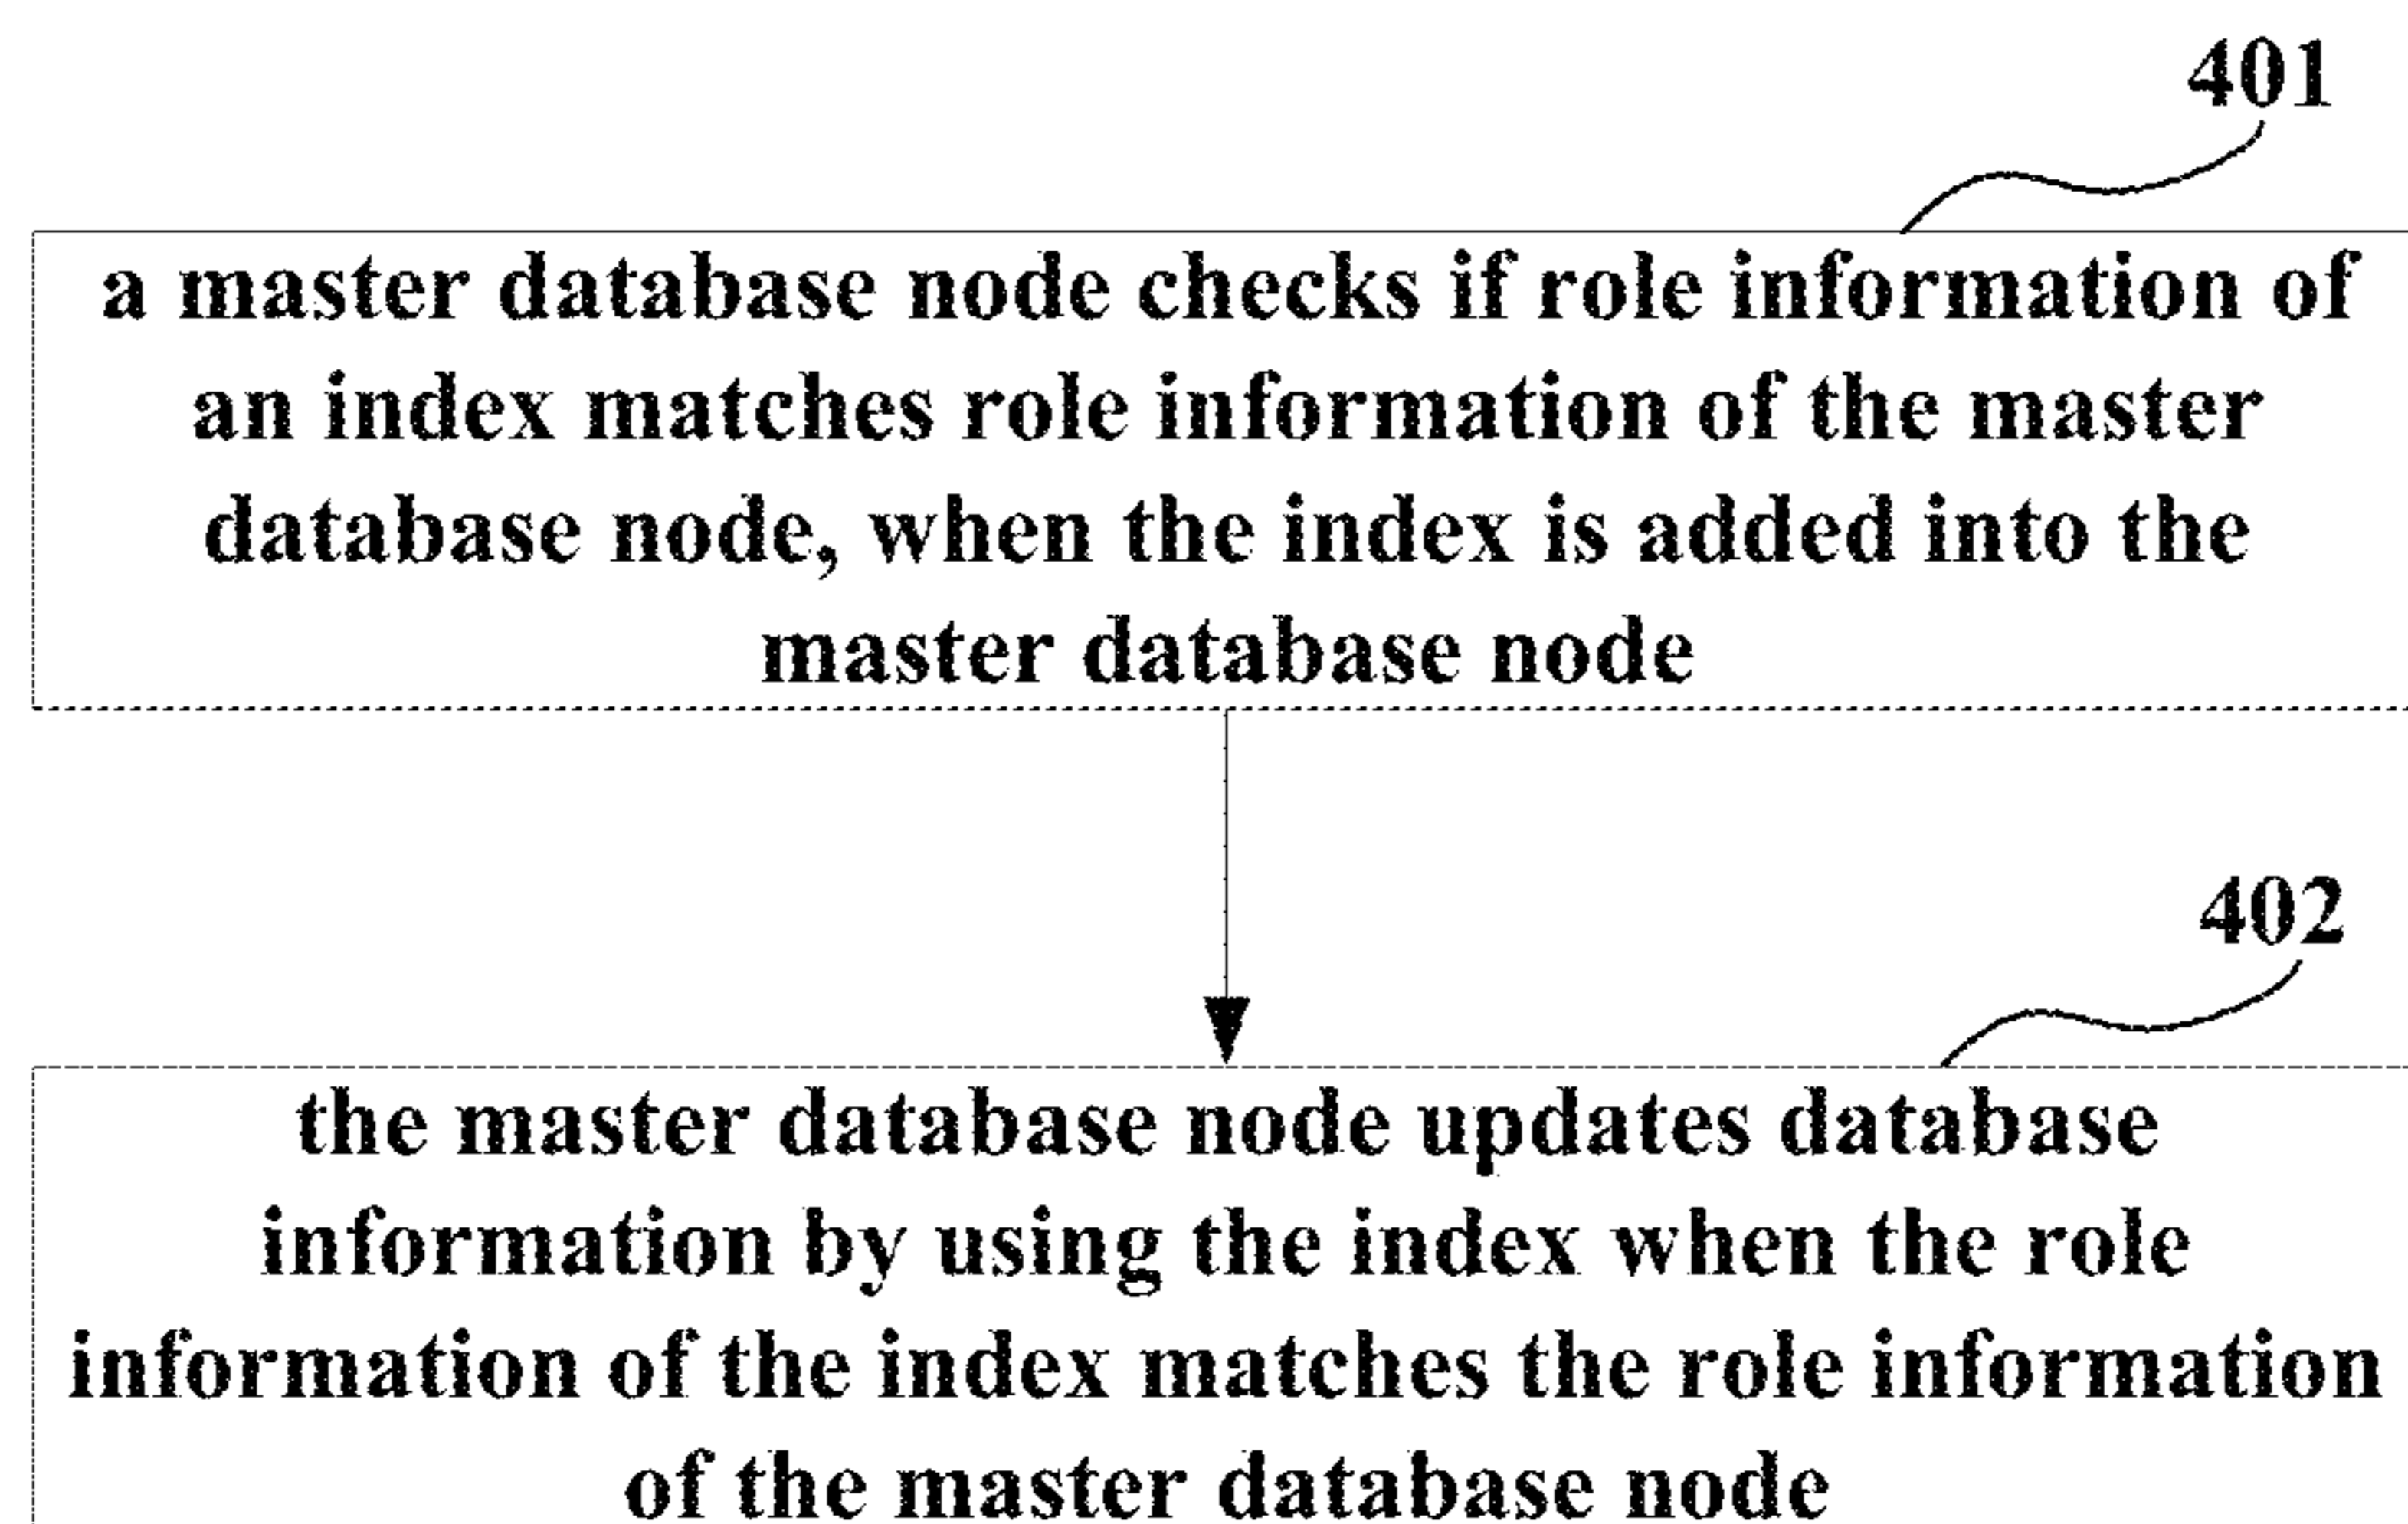 401
a master database node checks if role information of
an index matches role information of the master
database node, when the index is added into the
master database node
402
the master database node updates database
information by using the index when the role
information of the index matches the role information
of the master database node